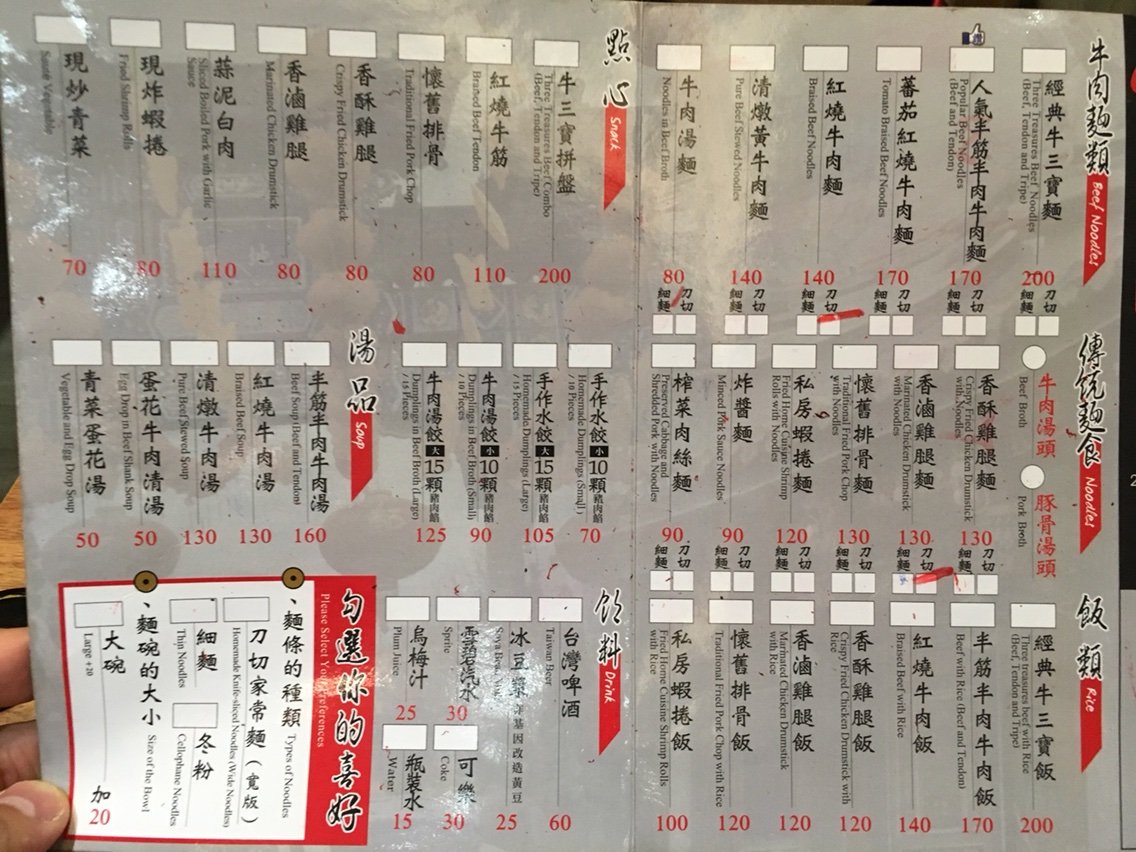 牛肉麵類 Beef Noodles
經典牛三寶麵
Three Treasures Beef Noodles
(Beef, Tendon and Tripe)
200
刀切
細麵
人氣半筋半肉牛肉麵
Popular Beef Noodles
(Beef and Tendon)
170
刀切
細麵
蕃茄紅燒牛肉麵
Tomato Braised Beef Noodles
170
刀切
細麵
紅燒牛肉麵
Braised Beef Noodles
140
刀切
細麵
清燉黃牛肉麵
Pure Beef Stewed Noodles
140
刀切
細麵
牛肉湯麵
Noodles in Beef Broth
80
刀切
細麵
傳統麵食 Noodles
牛肉湯頭
Beef Broth
豚骨湯頭
Pork Broth
香酥雞腿麵
Crispy Fried Chicken Drumstick
with Noodles
130
刀切
細麵
香滷雞腿麵
Marinated Chicken Drumstick
with Noodles
130
刀切
細麵
懷舊排骨麵
Traditional Fried Pork Chop
with Noodles
130
刀切
細麵
私房蝦捲麵
Fried Home Cuisine Shrimp
Rolls with Noodles
120
刀切
細麵
炸醬麵
Minced Pork Sauce Noodles
90
刀切
細麵
榨菜肉絲麵
Preserved Cabbage and
Shredded Pork with Noodles
90
刀切
細麵
飯類 Rice
經典牛三寶飯
Three treasures beef with Rice
(Beef, Tendon and Tripe)
200
半筋半肉牛肉飯
Beef with Rice (Beef and Tendon)
170
紅燒牛肉飯
Braised Beef with Rice
140
香酥雞腿飯
Crispy Fried Chicken Drumstick with
Rice
120
香滷雞腿飯
Marinated Chicken Drumstick
with Rice
120
懷舊排骨飯
Traditional Fried Pork Chop with Rice
120
私房蝦捲飯
Fried Home Cuisine Shrimp Rolls
with Rice
100
點心 Snack
牛三寶拼盤
Three Treasures Beef Combo
(Beef, Tendon and Tripe)
200
紅燒牛筋
Braised Beef Tendon
110
懷舊排骨
Traditional Fried Pork Chop
80
香酥雞腿
Crispy Fried Chicken Drumstick
80
香滷雞腿
Marinated Chicken Drumstick
80
蒜泥白肉
Sliced Boiled Pork with Garlic
Sauce
110
現炸蝦捲
Fried Shrimp Rolls
80
現炒青菜
Sauté Vegetable
70
手作水餃 小 10顆 豬肉餡
Homemade Dumplings (Small)
/ 10 Pieces
70
手作水餃 大 15顆 豬肉餡
Homemade Dumplings (Large)
/ 15 Pieces
105
牛肉湯餃 小 10顆 豬肉餡
Dumplings in Beef Broth (Small)
/ 10 Pieces
90
牛肉湯餃 大 15顆 豬肉餡
Dumplings in Beef Broth (Large)
/ 15 Pieces
125
湯品 Soup
半筋半肉牛肉湯
Beef Soup (Beef and Tendon)
160
紅燒牛肉湯
Braised Beef Soup
130
清燉牛肉湯
Pure Beef Stewed Soup
130
蛋花牛肉清湯
Egg Drop in Beef Shank Soup
50
青菜蛋花湯
Vegetable and Egg Drop Soup
50
飲料 Drink
台灣啤酒
Taiwan Beer
60
冰豆漿 非基因改造黃豆
25
雪碧汽水
Sprite
30
可樂
Coke
30
烏梅汁
Plum Juice
25
瓶裝水
Water
15
勾選你的喜好
Please Select Your Preferences
、麵條的種類 Types of Noodles
刀切家常麵(寬版)
Homemade Knife-sliced Noodles (Wide Noodles)
細麵
Thin Noodles
冬粉
Cellophane Noodles
、麵碗的大小 Size of the Bowl
大碗
Large +20
加20